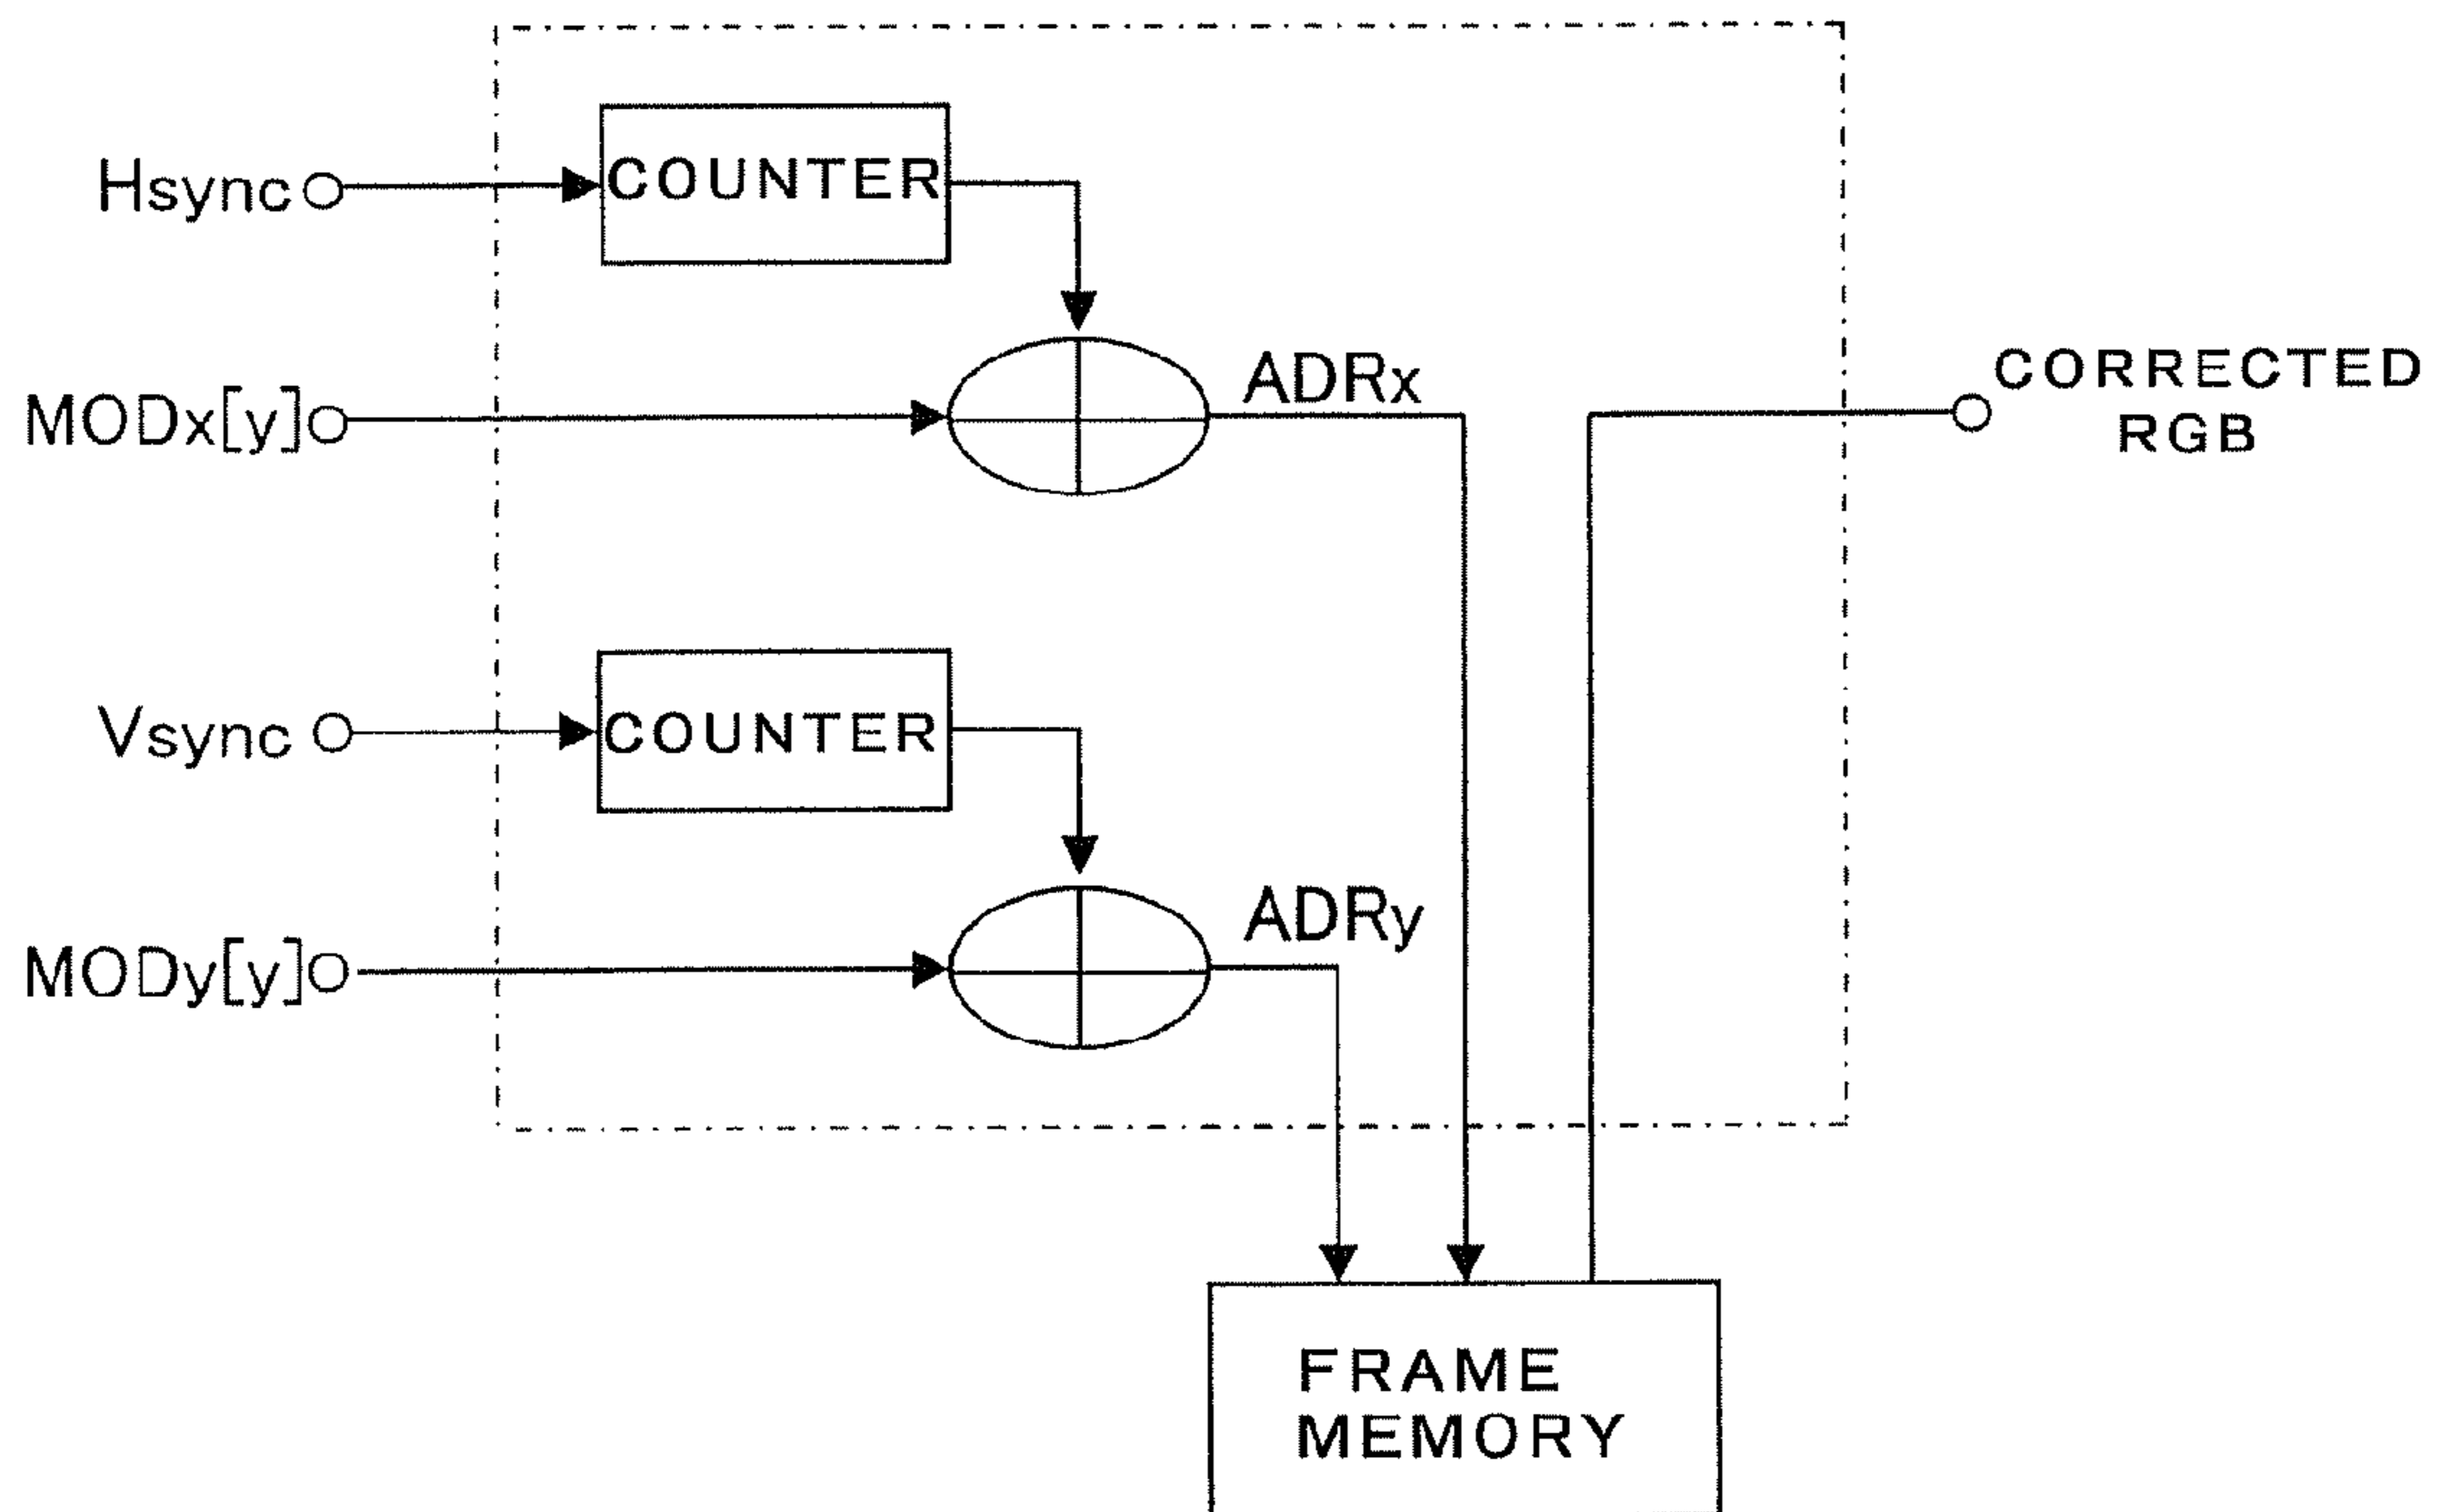 Hsync
COUNTER
MODx[y]
ADRx
CORRECTED
RGB
Vsync
COUNTER
MODy[y]
ADRy
FRAME
MEMORY